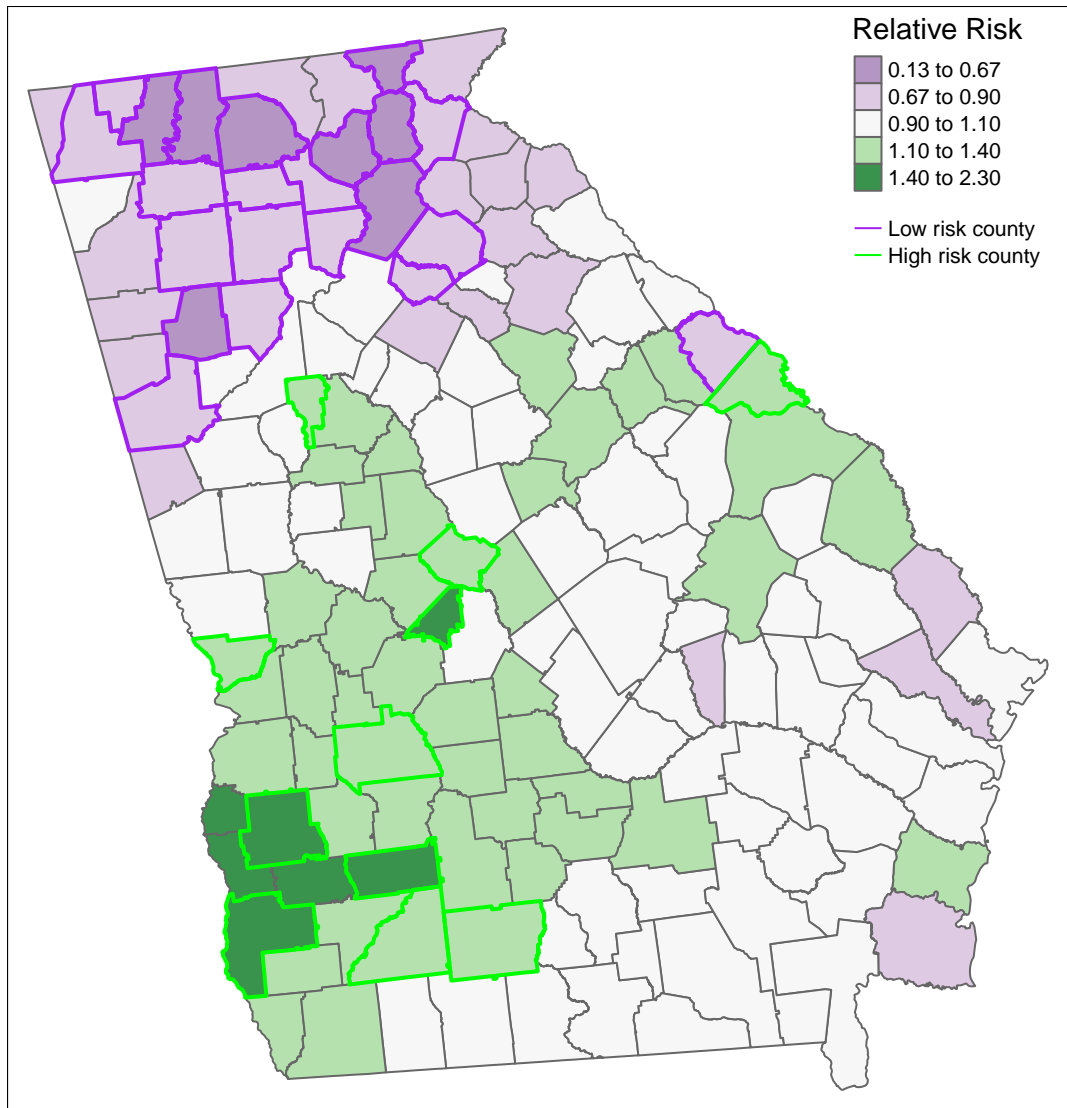 Relative Risk
0.13 to 0.67
0.67 to 0.90
0.90 to 1.10
1.10 to 1.40
1.40 to 2.30
Low risk county
High risk county